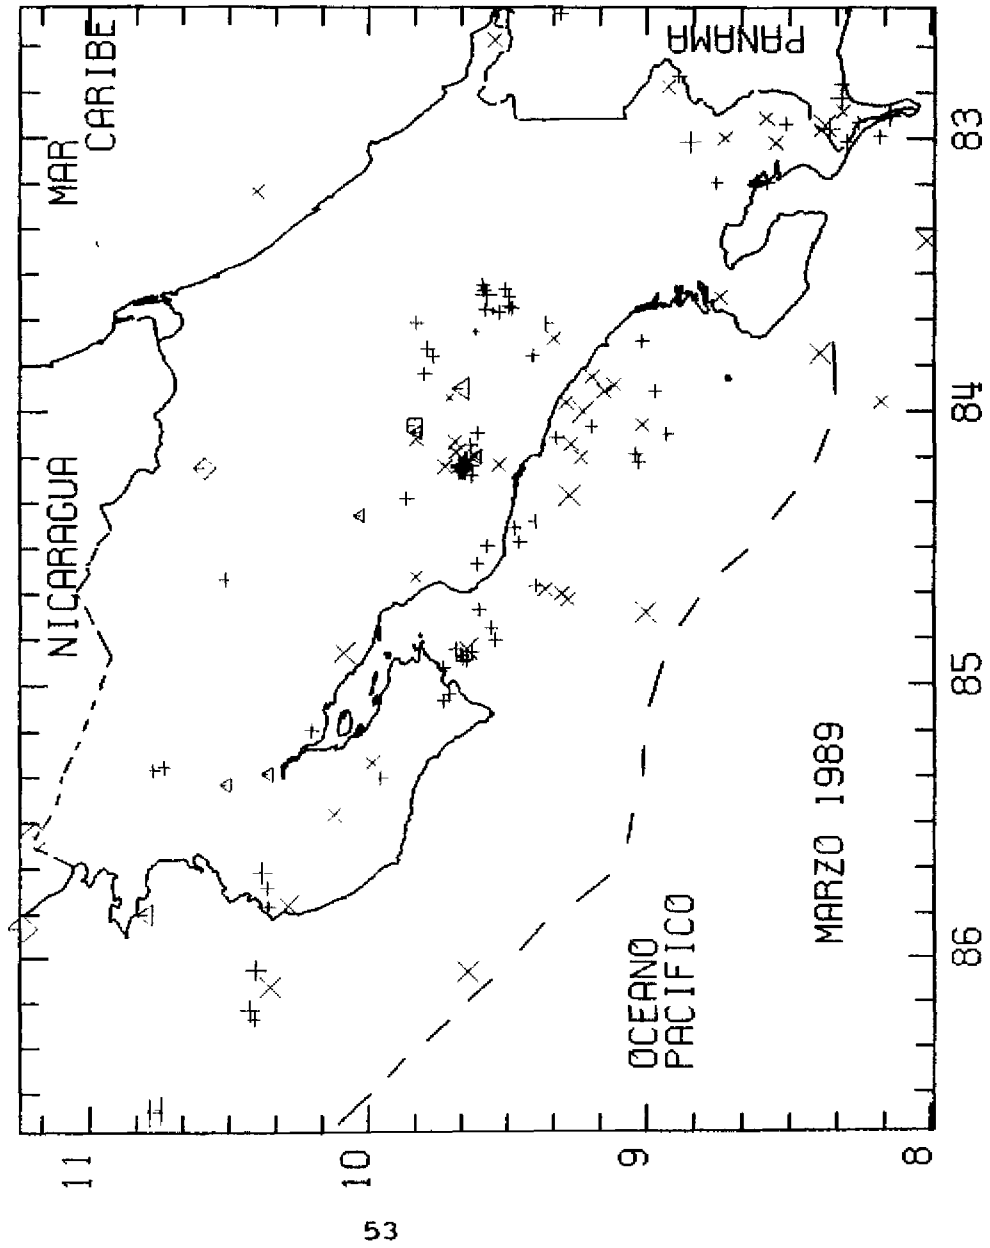 MAR
CARIBE
NICARAGUA
PANAMA
OCEANO
PACIFICO
MARZO 1989
11
10
9
8
86
85
84
83
53